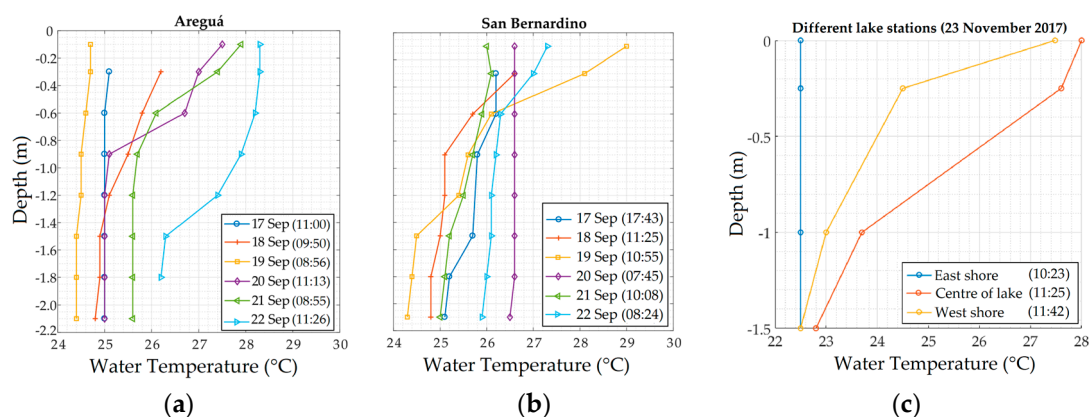 Areguá
San Bernardino
Different lake stations (23 November 2017)
Depth (m)
0
-0.2
-0.4
-0.6
-0.8
-1.0
-1.2
-1.4
-1.6
-1.8
-2.0
-2.2
24 25 26 27 28 29 30
Water Temperature (°C)
17 Sep (11:00)
18 Sep (09:50)
19 Sep (08:56)
20 Sep (11:13)
21 Sep (08:55)
22 Sep (11:26)
(a)
24 25 26 27 28 29 30
Water Temperature (°C)
17 Sep (17:43)
18 Sep (11:25)
19 Sep (10:55)
20 Sep (07:45)
21 Sep (10:08)
22 Sep (08:24)
(b)
Depth (m)
0
-0.5
-1
-1.5
22 23 24 25 26 27 28
Water Temperature (°C)
East shore (10:23)
Centre of lake (11:25)
West shore (11:42)
(c)